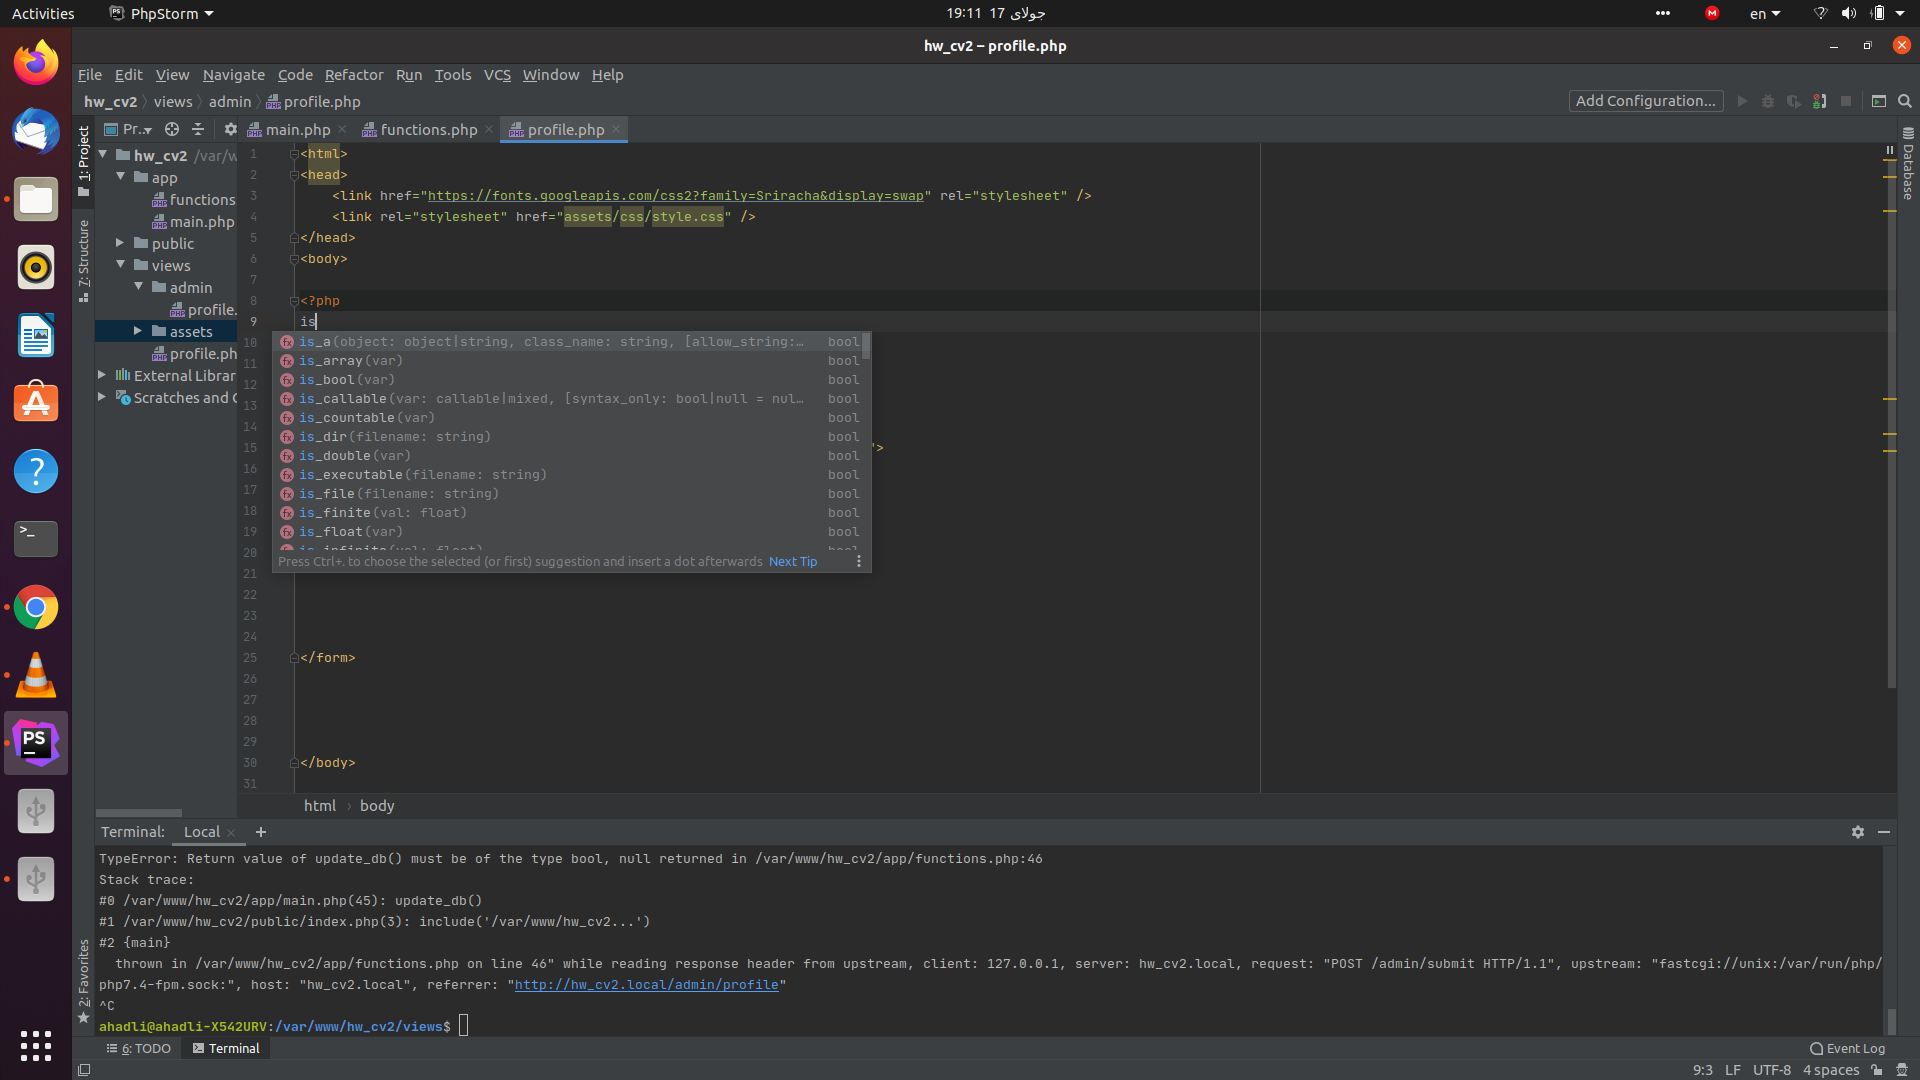 Activities
PhpStorm
19:11 17 جولای
en
hw_cv2 – profile.php
File Edit View Navigate Code Refactor Run Tools VCS Window Help
hw_cv2 views admin profile.php
Add Configuration...
Pr..
main.php
functions.php
profile.php
1: Project
7: Structure
2: Favorites
Database
hw_cv2 /var/w
app
functions
main.php
public
views
admin
profile.
assets
profile.ph
External Librar
Scratches and C
1 <html>
2 <head>
3 <link href="https://fonts.googleapis.com/css2?family=Sriracha&display=swap" rel="stylesheet" />
4 <link rel="stylesheet" href="assets/css/style.css" />
5 </head>
6 <body>
7
8 <?php
9 is
10 is_a(object: object|string, class_name: string, [allow_string:… bool
11 is_array(var) bool
12 is_bool(var) bool
13 is_callable(var: callable|mixed, [syntax_only: bool|null = nul… bool
is_countable(var) bool
14 is_dir(filename: string) bool
15 is_double(var) bool ">
16 is_executable(filename: string) bool
17 is_file(filename: string) bool
18 is_finite(val: float) bool
19 is_float(var) bool
20 is_infinite(val: float) bool
Press Ctrl+. to choose the selected (or first) suggestion and insert a dot afterwards Next Tip
21
22
23
24
25 </form>
26
27
28
29
30 </body>
31
html › body
Terminal: Local +
TypeError: Return value of update_db() must be of the type bool, null returned in /var/www/hw_cv2/app/functions.php:46
Stack trace:
#0 /var/www/hw_cv2/app/main.php(45): update_db()
#1 /var/www/hw_cv2/public/index.php(3): include('/var/www/hw_cv2...')
#2 {main}
thrown in /var/www/hw_cv2/app/functions.php on line 46" while reading response header from upstream, client: 127.0.0.1, server: hw_cv2.local, request: "POST /admin/submit HTTP/1.1", upstream: "fastcgi://unix:/var/run/php/
php7.4-fpm.sock:", host: "hw_cv2.local", referrer: "http://hw_cv2.local/admin/profile"
^C
ahadli@ahadli-X542URV:/var/www/hw_cv2/views$
6: TODO
Terminal
Event Log
9:3 LF UTF-8 4 spaces
PS